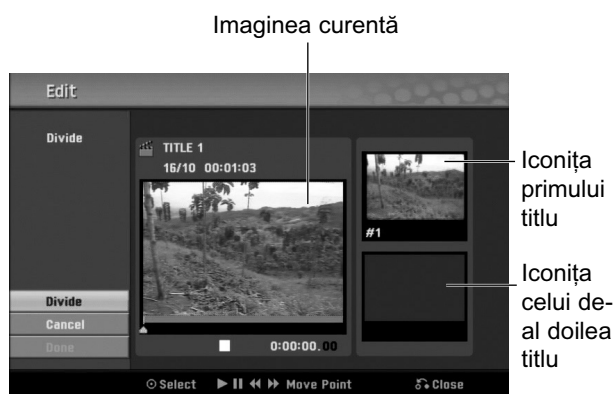 Imaginea curentă
Edit
Divide
TITLE 1
16/10 00:01:03
#1
Iconița
primului
titlu
Iconița
celui de-
al doilea
titlu
Divide
Cancel
Done
0:00:00.00
Select Move Point Close